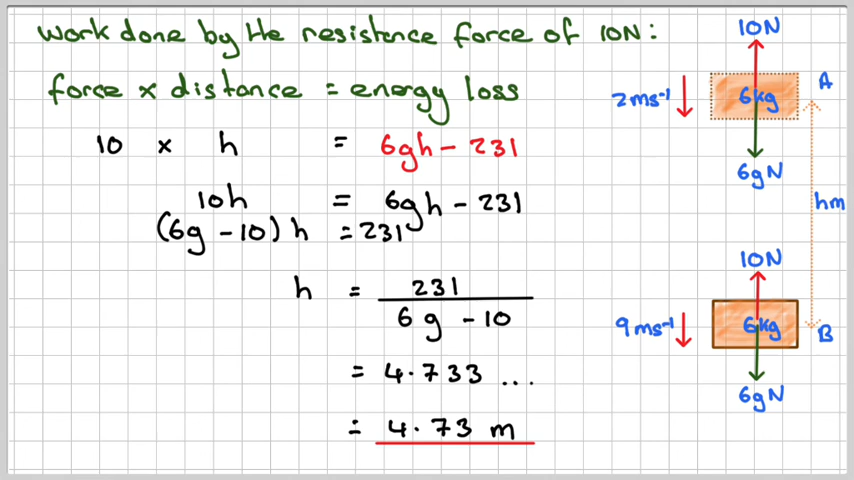 Work done by the resistance force of 10N:
force × distance = energy loss
10 × h = 6gh - 231
10h = 6gh - 231
(6g - 10) h = 231
h = 231
6g - 10
= 4.733 ...
= 4.73 m
10N
2ms⁻¹
6kg
A
6gN
hm
10N
9ms⁻¹
6kg
B
6gN